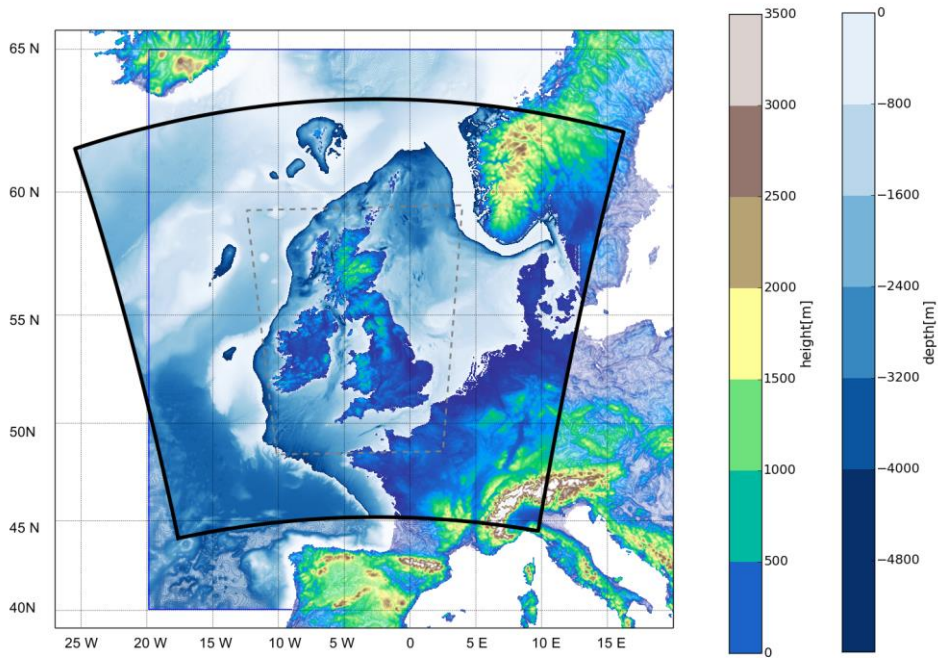 65 N
60 N
55 N
50 N
45 N
40N
25 W
20 W
15 W
10 W
5 W
0
5 E
10 E
15 E
3500
3000
2500
2000
1500
1000
500
0
height[m]
0
−800
−1600
−2400
−3200
−4000
−4800
depth[m]